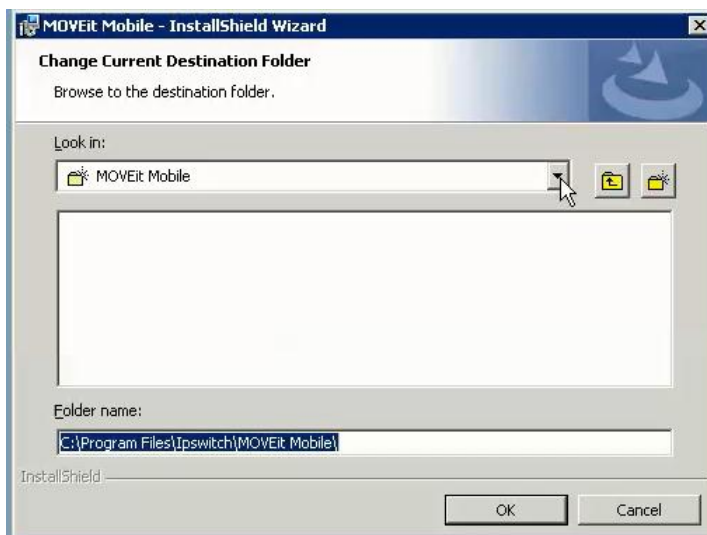 MOVEit Mobile - InstallShield Wizard
Change Current Destination Folder
Browse to the destination folder.
Look in:
MOVEit Mobile
Folder name:
C:\Program Files\Ipswitch\MOVEit Mobile\
InstallShield
OK Cancel